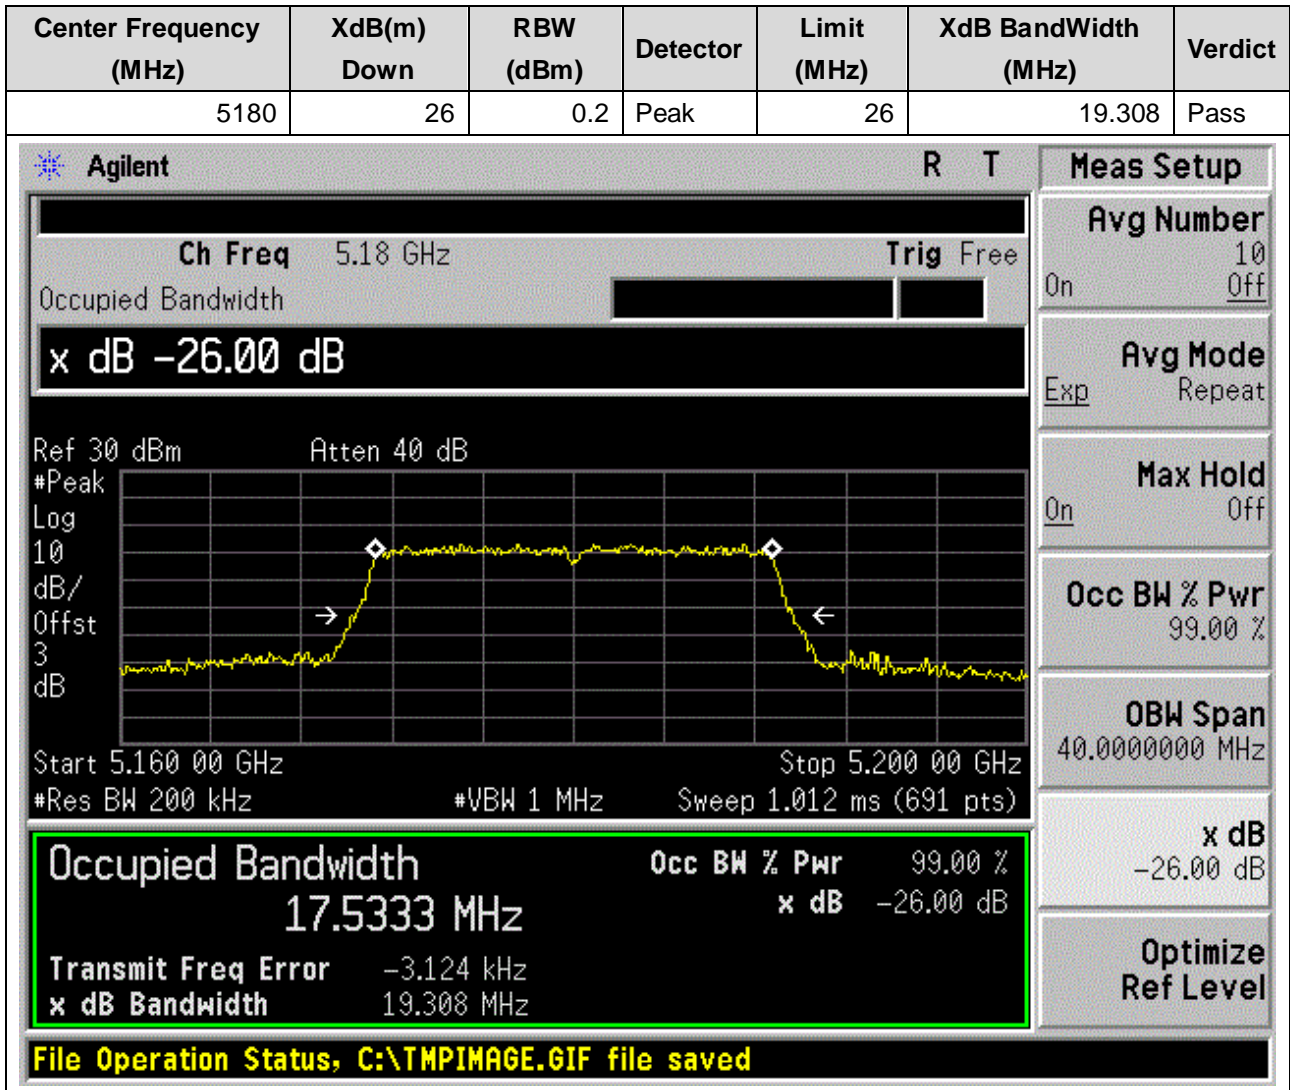 Center Frequency (MHz) XdB(m) Down RBW (dBm) Detector Limit (MHz) XdB BandWidth (MHz) Verdict
5180 26 0.2 Peak 26 19.308 Pass
Agilent R T Meas Setup
Ch Freq 5.18 GHz Trig Free
Occupied Bandwidth
x dB -26.00 dB
Ref 30 dBm Atten 40 dB
#Peak
Log
10
dB/
Offst
3
dB
Start 5.160 00 GHz Stop 5.200 00 GHz
#Res BW 200 kHz #VBW 1 MHz Sweep 1.012 ms (691 pts)
Occupied Bandwidth
17.5333 MHz
Occ BW % Pwr 99.00 %
x dB -26.00 dB
Transmit Freq Error -3.124 kHz
x dB Bandwidth 19.308 MHz
Avg Number
10
On Off
Avg Mode
Exp Repeat
Max Hold
On Off
Occ BW % Pwr
99.00 %
OBW Span
40.0000000 MHz
x dB
-26.00 dB
Optimize
Ref Level
File Operation Status, C:\TMPIMAGE.GIF file saved